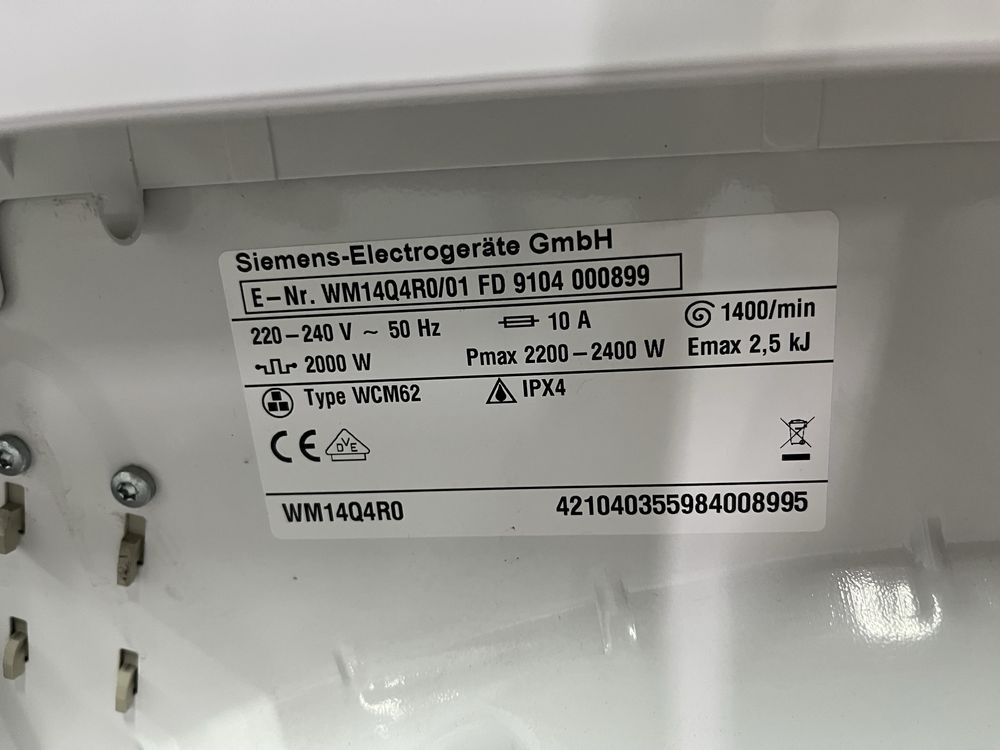 Siemens-Electrogeräte GmbH
E–Nr. WM14Q4R0/01 FD 9104 000899
220–240 V ~ 50 Hz 10 A 1400/min
2000 W Pmax 2200–2400 W Emax 2,5 kJ
Type WCM62 IPX4
CE DVE
WM14Q4R0 421040355984008995